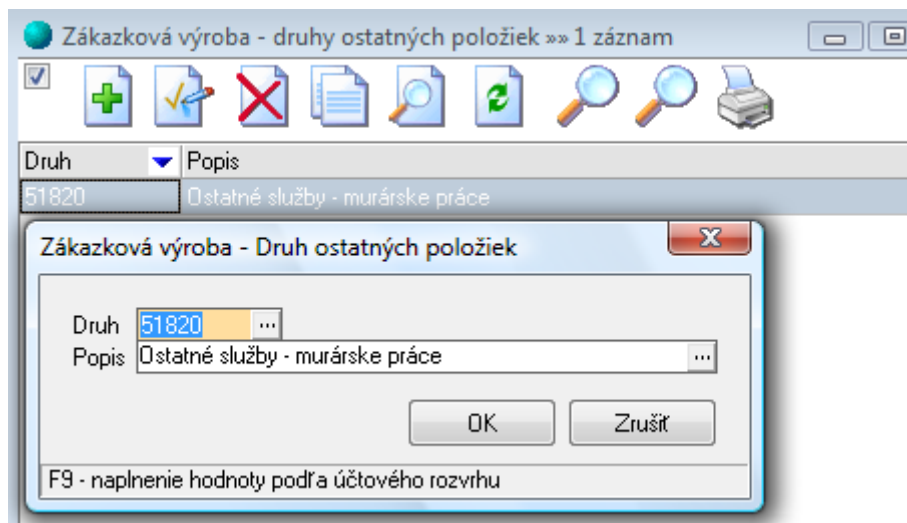 Zákazková výroba - druhy ostatných položiek »» 1 záznam
Druh Popis
51820 Ostatné služby - murárske práce
Zákazková výroba - Druh ostatných položiek
Druh 51820 ...
Popis Ostatné služby - murárske práce ...
OK Zrušiť
F9 - naplnenie hodnoty podľa účtového rozvrhu